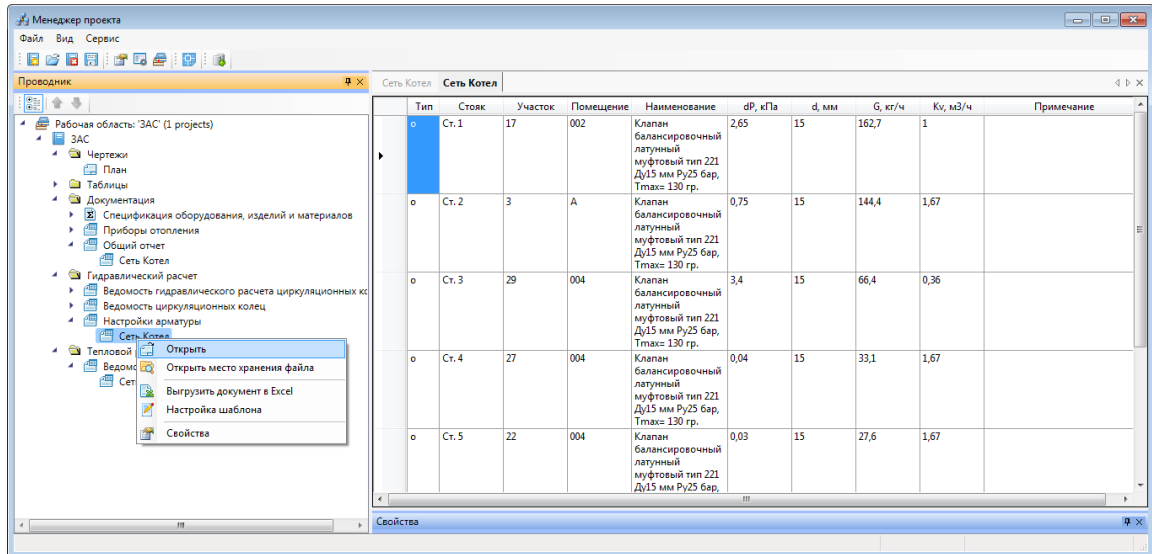 Менеджер проекта
Файл Вид Сервис
Проводник
Рабочая область: 'ЗАС' (1 projects)
ЗАС
Чертежи
План
Таблицы
Документация
Спецификация оборудования, изделий и материалов
Приборы отопления
Общий отчет
Сеть Котел
Гидравлический расчет
Ведомость гидравлического расчета циркуляционных кс
Ведомость циркуляционных колец
Настройки арматуры
Сеть Котел
Тепловой
Ведомо
Сет
Открыть
Открыть место хранения файла
Выгрузить документ в Excel
Настройка шаблона
Свойства
Сеть Котел Сеть Котел
Тип Стояк Участок Помещение Наименование dP, кПа d, мм G, кг/ч Kv, м3/ч Примечание
о Ст. 1 17 002 Клапан 2,65 15 162,7 1
балансировочный
латунный
муфтовый тип 221
Ду15 мм Ру25 бар,
Tmax= 130 гр.
о Ст. 2 3 А Клапан 0,75 15 144,4 1,67
балансировочный
латунный
муфтовый тип 221
Ду15 мм Ру25 бар,
Tmax= 130 гр.
о Ст. 3 29 004 Клапан 3,4 15 66,4 0,36
балансировочный
латунный
муфтовый тип 221
Ду15 мм Ру25 бар,
Tmax= 130 гр.
о Ст. 4 27 004 Клапан 0,04 15 33,1 1,67
балансировочный
латунный
муфтовый тип 221
Ду15 мм Ру25 бар,
Tmax= 130 гр.
о Ст. 5 22 004 Клапан 0,03 15 27,6 1,67
балансировочный
латунный
муфтовый тип 221
Ду15 мм Ру25 бар,
Свойства